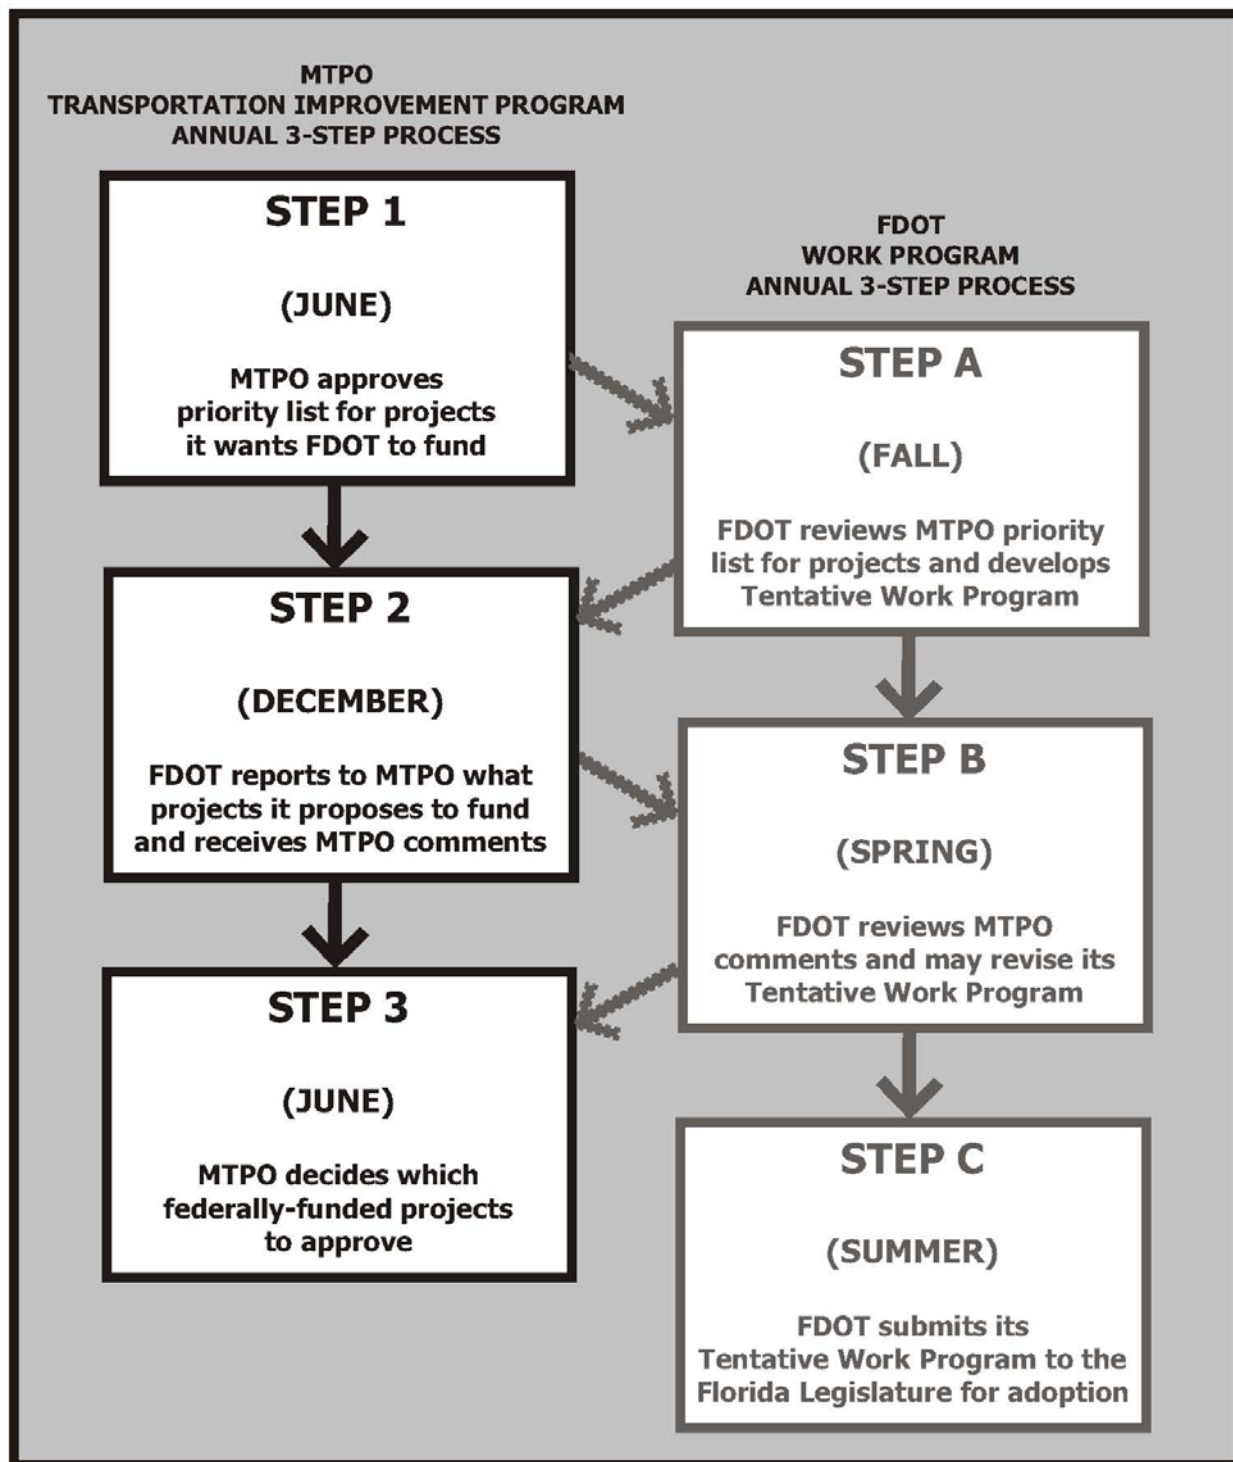 MTPO
TRANSPORTATION IMPROVEMENT PROGRAM
ANNUAL 3-STEP PROCESS
STEP 1
(JUNE)
MTPO approves
priority list for projects
it wants FDOT to fund
STEP 2
(DECEMBER)
FDOT reports to MTPO what
projects it proposes to fund
and receives MTPO comments
STEP 3
(JUNE)
MTPO decides which
federally-funded projects
to approve
FDOT
WORK PROGRAM
ANNUAL 3-STEP PROCESS
STEP A
(FALL)
FDOT reviews MTPO priority
list for projects and develops
Tentative Work Program
STEP B
(SPRING)
FDOT reviews MTPO
comments and may revise its
Tentative Work Program
STEP C
(SUMMER)
FDOT submits its
Tentative Work Program to the
Florida Legislature for adoption